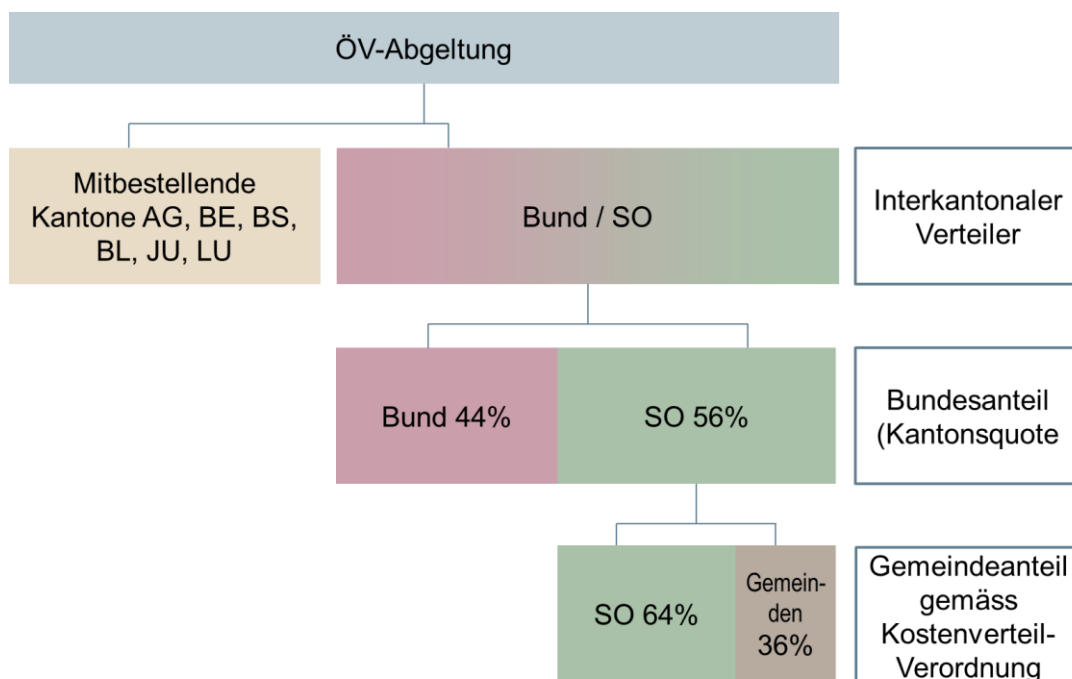 ÖV-Abgeltung
Mitbestellende
Kantone AG, BE, BS,
BL, JU, LU
Bund / SO
Interkantonaler
Verteiler
Bund 44%
SO 56%
Bundesanteil
(Kantonsquote
SO 64%
Gemein-
den
36%
Gemeindeanteil
gemäss
Kostenverteil-
Verordnung